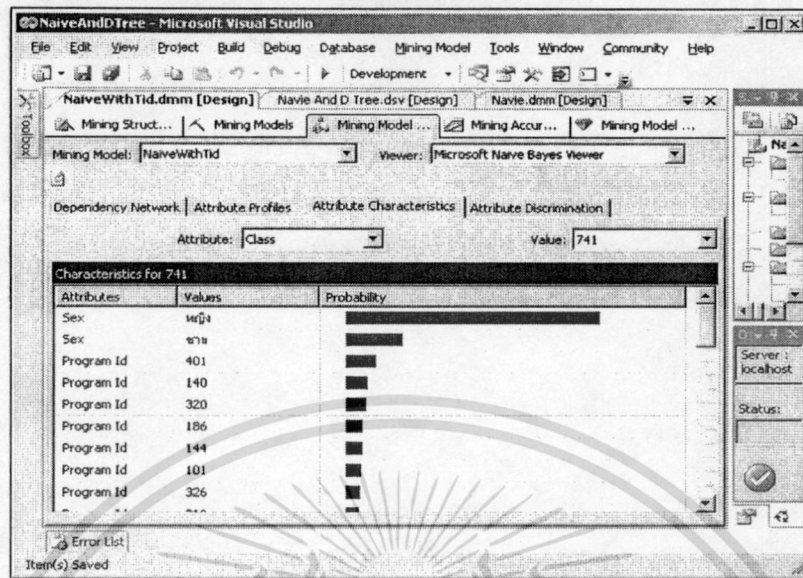 NaiveAndDTree - Microsoft Visual Studio
File Edit View Project Build Debug Database Mining Model Tools Window Community Help
Development
Toolbox
NaiveWithTid.dmm [Design] Navie And D Tree.dsv [Design] Navie.dmm [Design]
Mining Struct... Mining Models Mining Model ... Mining Accur... Mining Model ...
Mining Model: NaiveWithTid Viewer: Microsoft Naive Bayes Viewer
Dependency Network Attribute Profiles Attribute Characteristics Attribute Discrimination
Attribute: Class Value: 741
Characteristics for 741
Attributes Values Probability
Sex หญิง
Sex ชาย
Program Id 401
Program Id 140
Program Id 320
Program Id 186
Program Id 144
Program Id 101
Program Id 326
Server :
localhost
Status:
Error List
Item(s) Saved